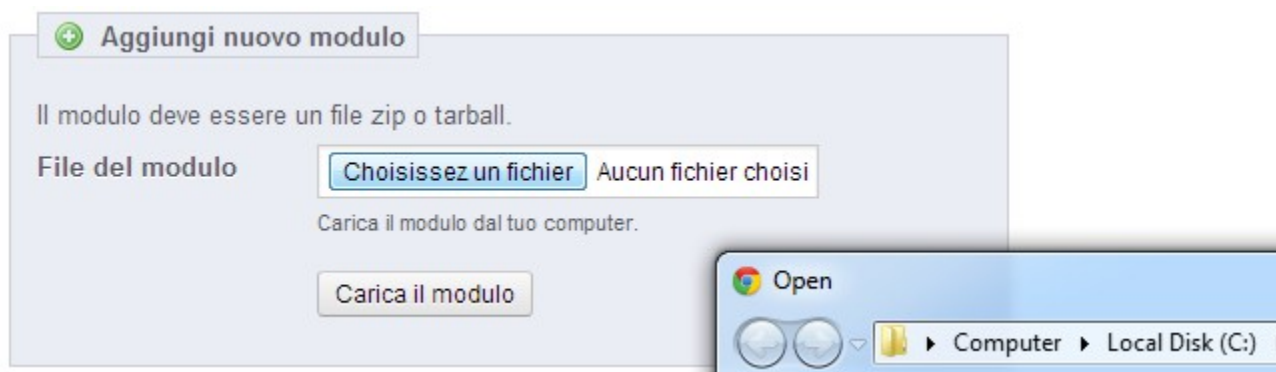 Aggiungi nuovo modulo
Il modulo deve essere un file zip o tarball.
File del modulo
Choisissez un fichier Aucun fichier choisi
Carica il modulo dal tuo computer.
Carica il modulo
Open
Computer Local Disk (C:)